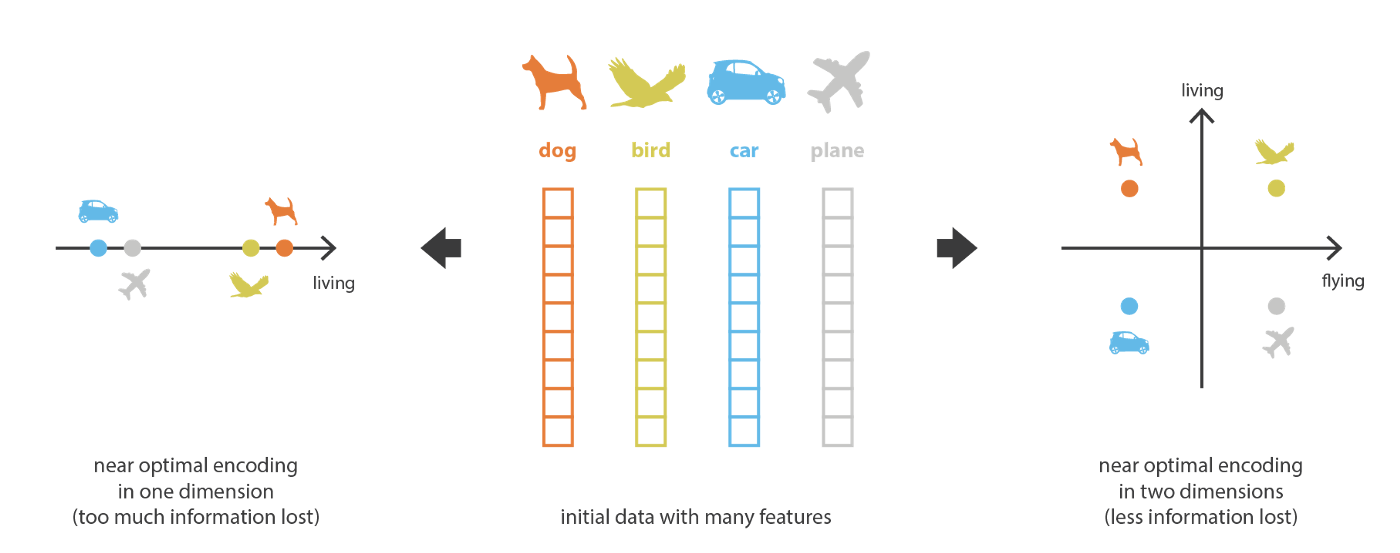 dog
bird
car
plane
living
living
flying
near optimal encoding
in one dimension
(too much information lost)
initial data with many features
near optimal encoding
in two dimensions
(less information lost)